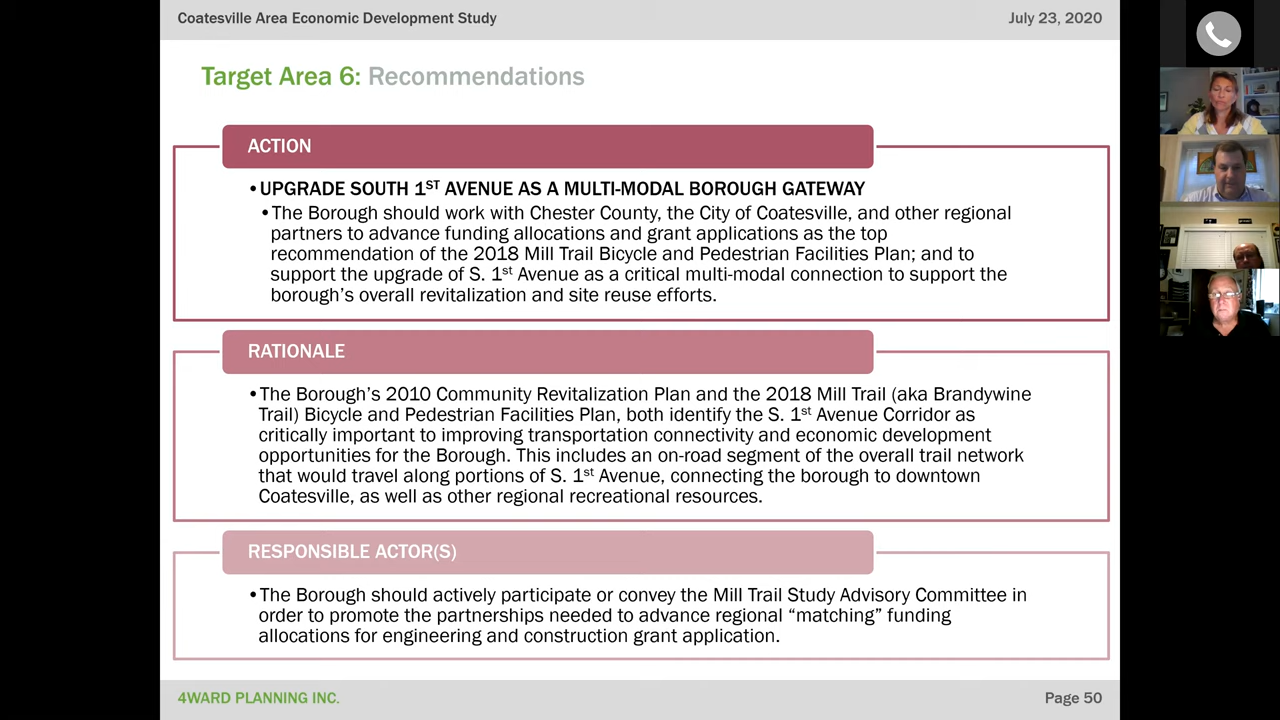 Coatesville Area Economic Development Study
July 23, 2020
Target Area 6: Recommendations
ACTION
•UPGRADE SOUTH 1ST AVENUE AS A MULTI-MODAL BOROUGH GATEWAY
•The Borough should work with Chester County, the City of Coatesville, and other regional
partners to advance funding allocations and grant applications as the top
recommendation of the 2018 Mill Trail Bicycle and Pedestrian Facilities Plan; and to
support the upgrade of S. 1st Avenue as a critical multi-modal connection to support the
borough's overall revitalization and site reuse efforts.
RATIONALE
•The Borough's 2010 Community Revitalization Plan and the 2018 Mill Trail (aka Brandywine
Trail) Bicycle and Pedestrian Facilities Plan, both identify the S. 1st Avenue Corridor as
critically important to improving transportation connectivity and economic development
opportunities for the Borough. This includes an on-road segment of the overall trail network
that would travel along portions of S. 1st Avenue, connecting the borough to downtown
Coatesville, as well as other regional recreational resources.
RESPONSIBLE ACTOR(S)
•The Borough should actively participate or convey the Mill Trail Study Advisory Committee in
order to promote the partnerships needed to advance regional “matching” funding
allocations for engineering and construction grant application.
4WARD PLANNING INC.
Page 50